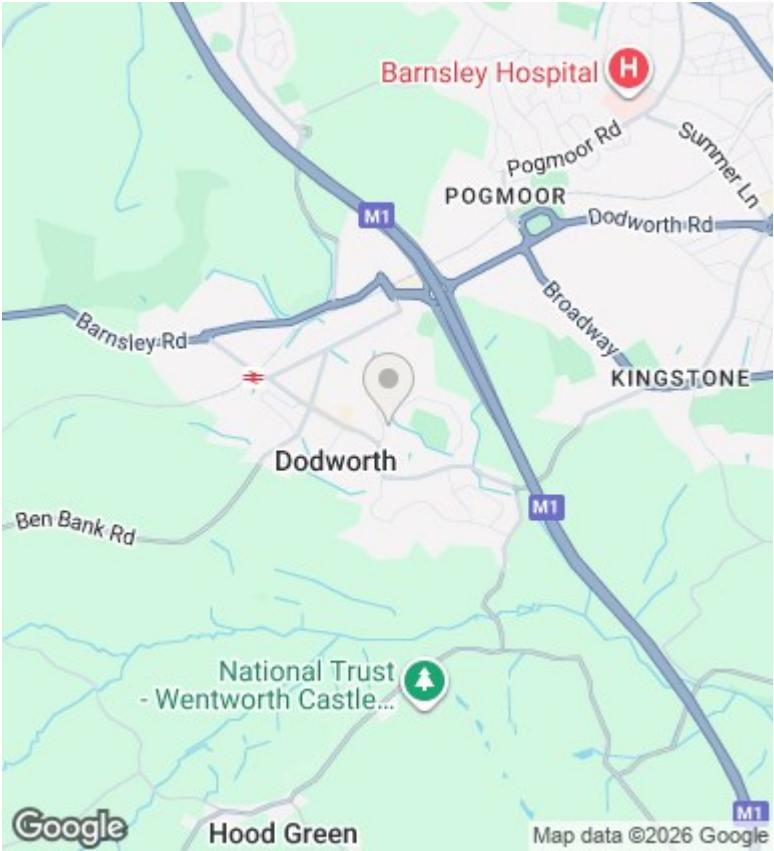 Barnsley Hospital
H
Pogmoor Rd
Summer Ln
POGMOOR
M1
Dodworth Rd
Barnsley Rd
Broadway
KINGSTONE
Dodworth
M1
Ben Bank Rd
National Trust
- Wentworth Castle...
M1
Google
Hood Green
Map data ©2026 Google